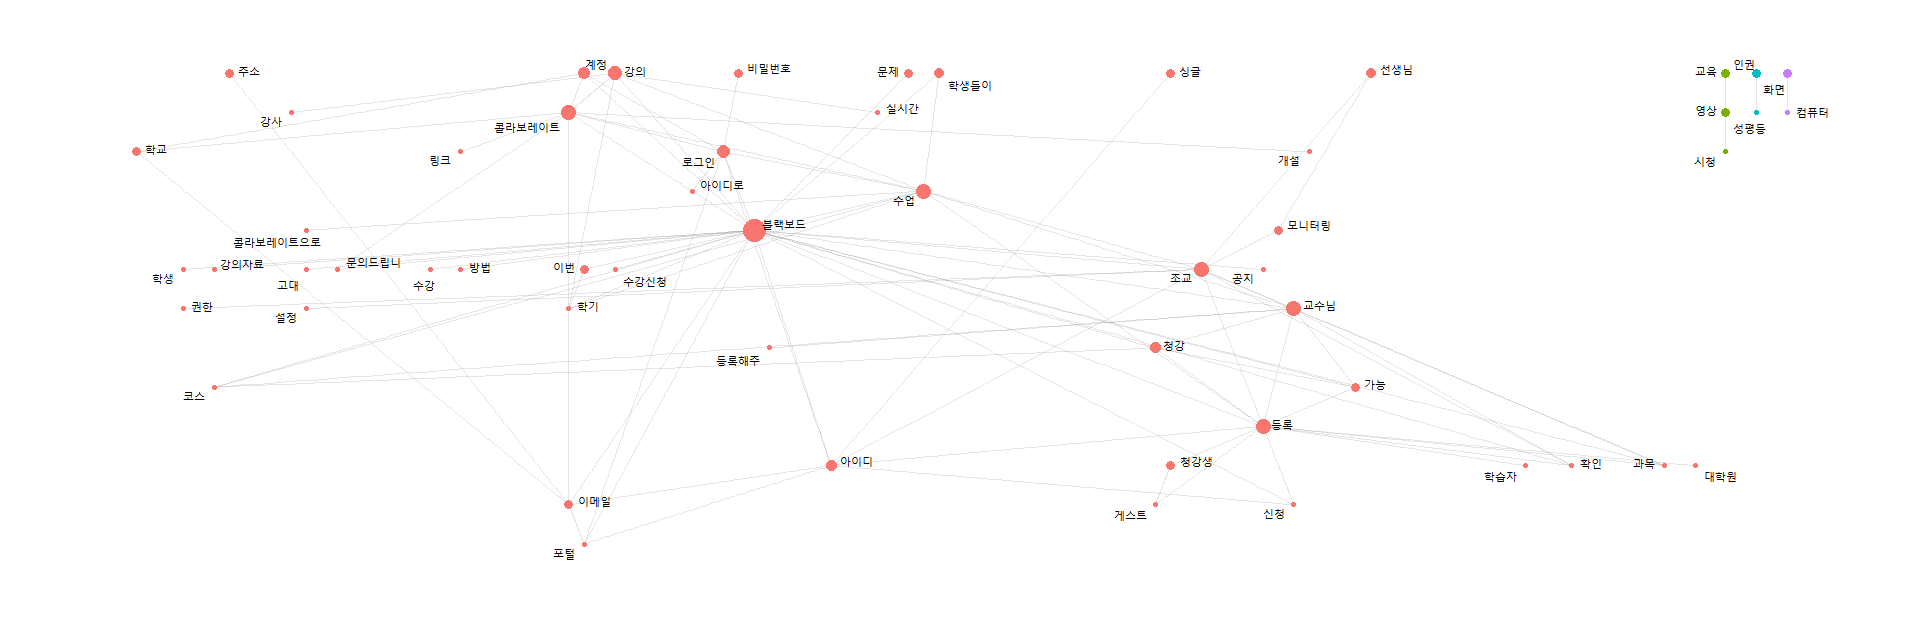 계정
강의
비밀번호
문제
싱글
선생님
교육
인권
주소
학생들이
화면
강사
실시간
영상
컴퓨터
콜라보레이트
성평등
학교
링크
로그인
개설
시청
아이디로
수업
블랙보드
모니터링
콜라보레이트으로
학생
강의자료
고대
문의드립니
수강
방법
이번
수강신청
조교
공지
권한
설정
학기
교수님
등록해주
청강
코스
가능
등록
아이디
청강생
학습자
확인
과목
대학원
이메일
게스트
신청
포털